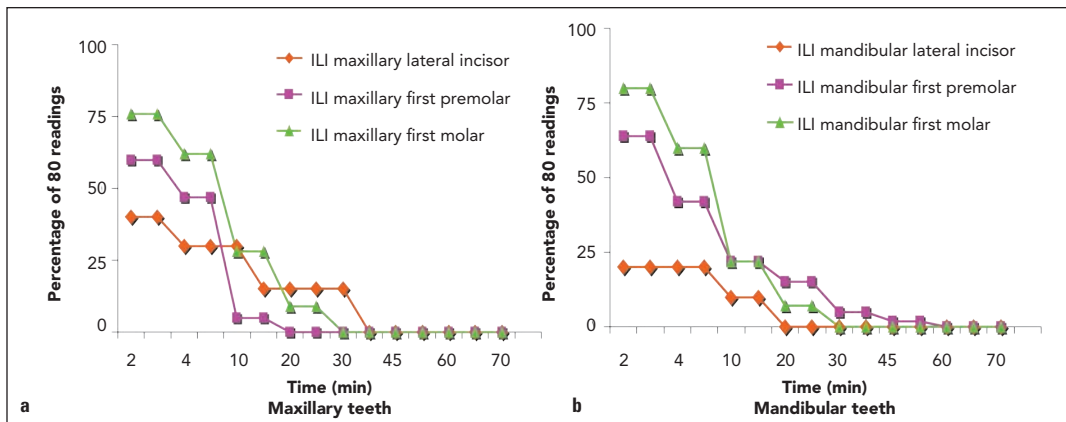 100
75
50
25
0
Percentage of 80 readings
ILI maxillary lateral incisor
ILI maxillary first premolar
ILI maxillary first molar
2 4 10 20 30 45 60 70
Time (min)
Maxillary teeth
a
100
75
50
25
0
Percentage of 80 readings
ILI mandibular lateral incisor
ILI mandibular first premolar
ILI mandibular first molar
2 4 10 20 30 45 60 70
Time (min)
Mandibular teeth
b